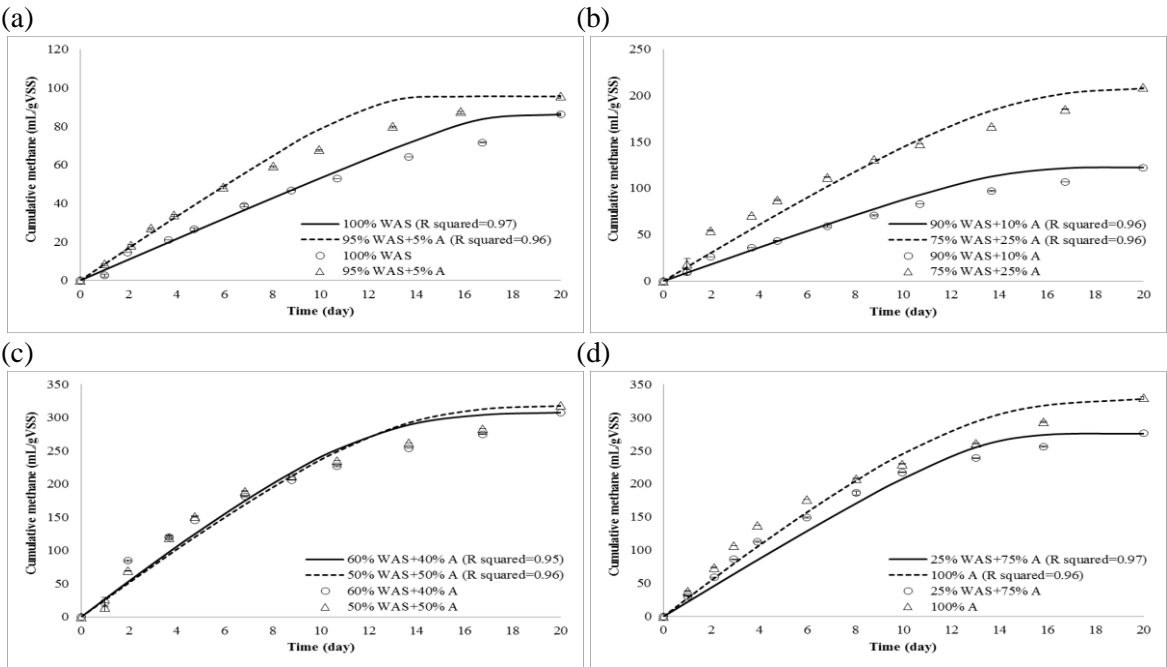 (a)
120
100
80
60
40
20
0
Cumulative methane (mL/gVSS)
100% WAS (R squared=0.97)
95% WAS+5% A (R squared=0.96)
100% WAS
95% WAS+5% A
0 2 4 6 8 10 12 14 16 18 20
Time (day)
(b)
250
200
150
100
50
0
Cumulative methane (mL/gVSS)
90% WAS+10% A (R squared=0.96)
75% WAS+25% A (R squared=0.96)
90% WAS+10% A
75% WAS+25% A
0 2 4 6 8 10 12 14 16 18 20
Time (day)
(c)
350
300
250
200
150
100
50
0
Cumulative methane (mL/gVSS)
60% WAS+40% A (R squared=0.95)
50% WAS+50% A (R squared=0.96)
60% WAS+40% A
50% WAS+50% A
0 2 4 6 8 10 12 14 16 18 20
Time (day)
(d)
350
300
250
200
150
100
50
0
Cumulative methane (mL/gVSS)
25% WAS+75% A (R squared=0.97)
100% A (R squared=0.96)
25% WAS+75% A
100% A
0 2 4 6 8 10 12 14 16 18 20
Time (day)